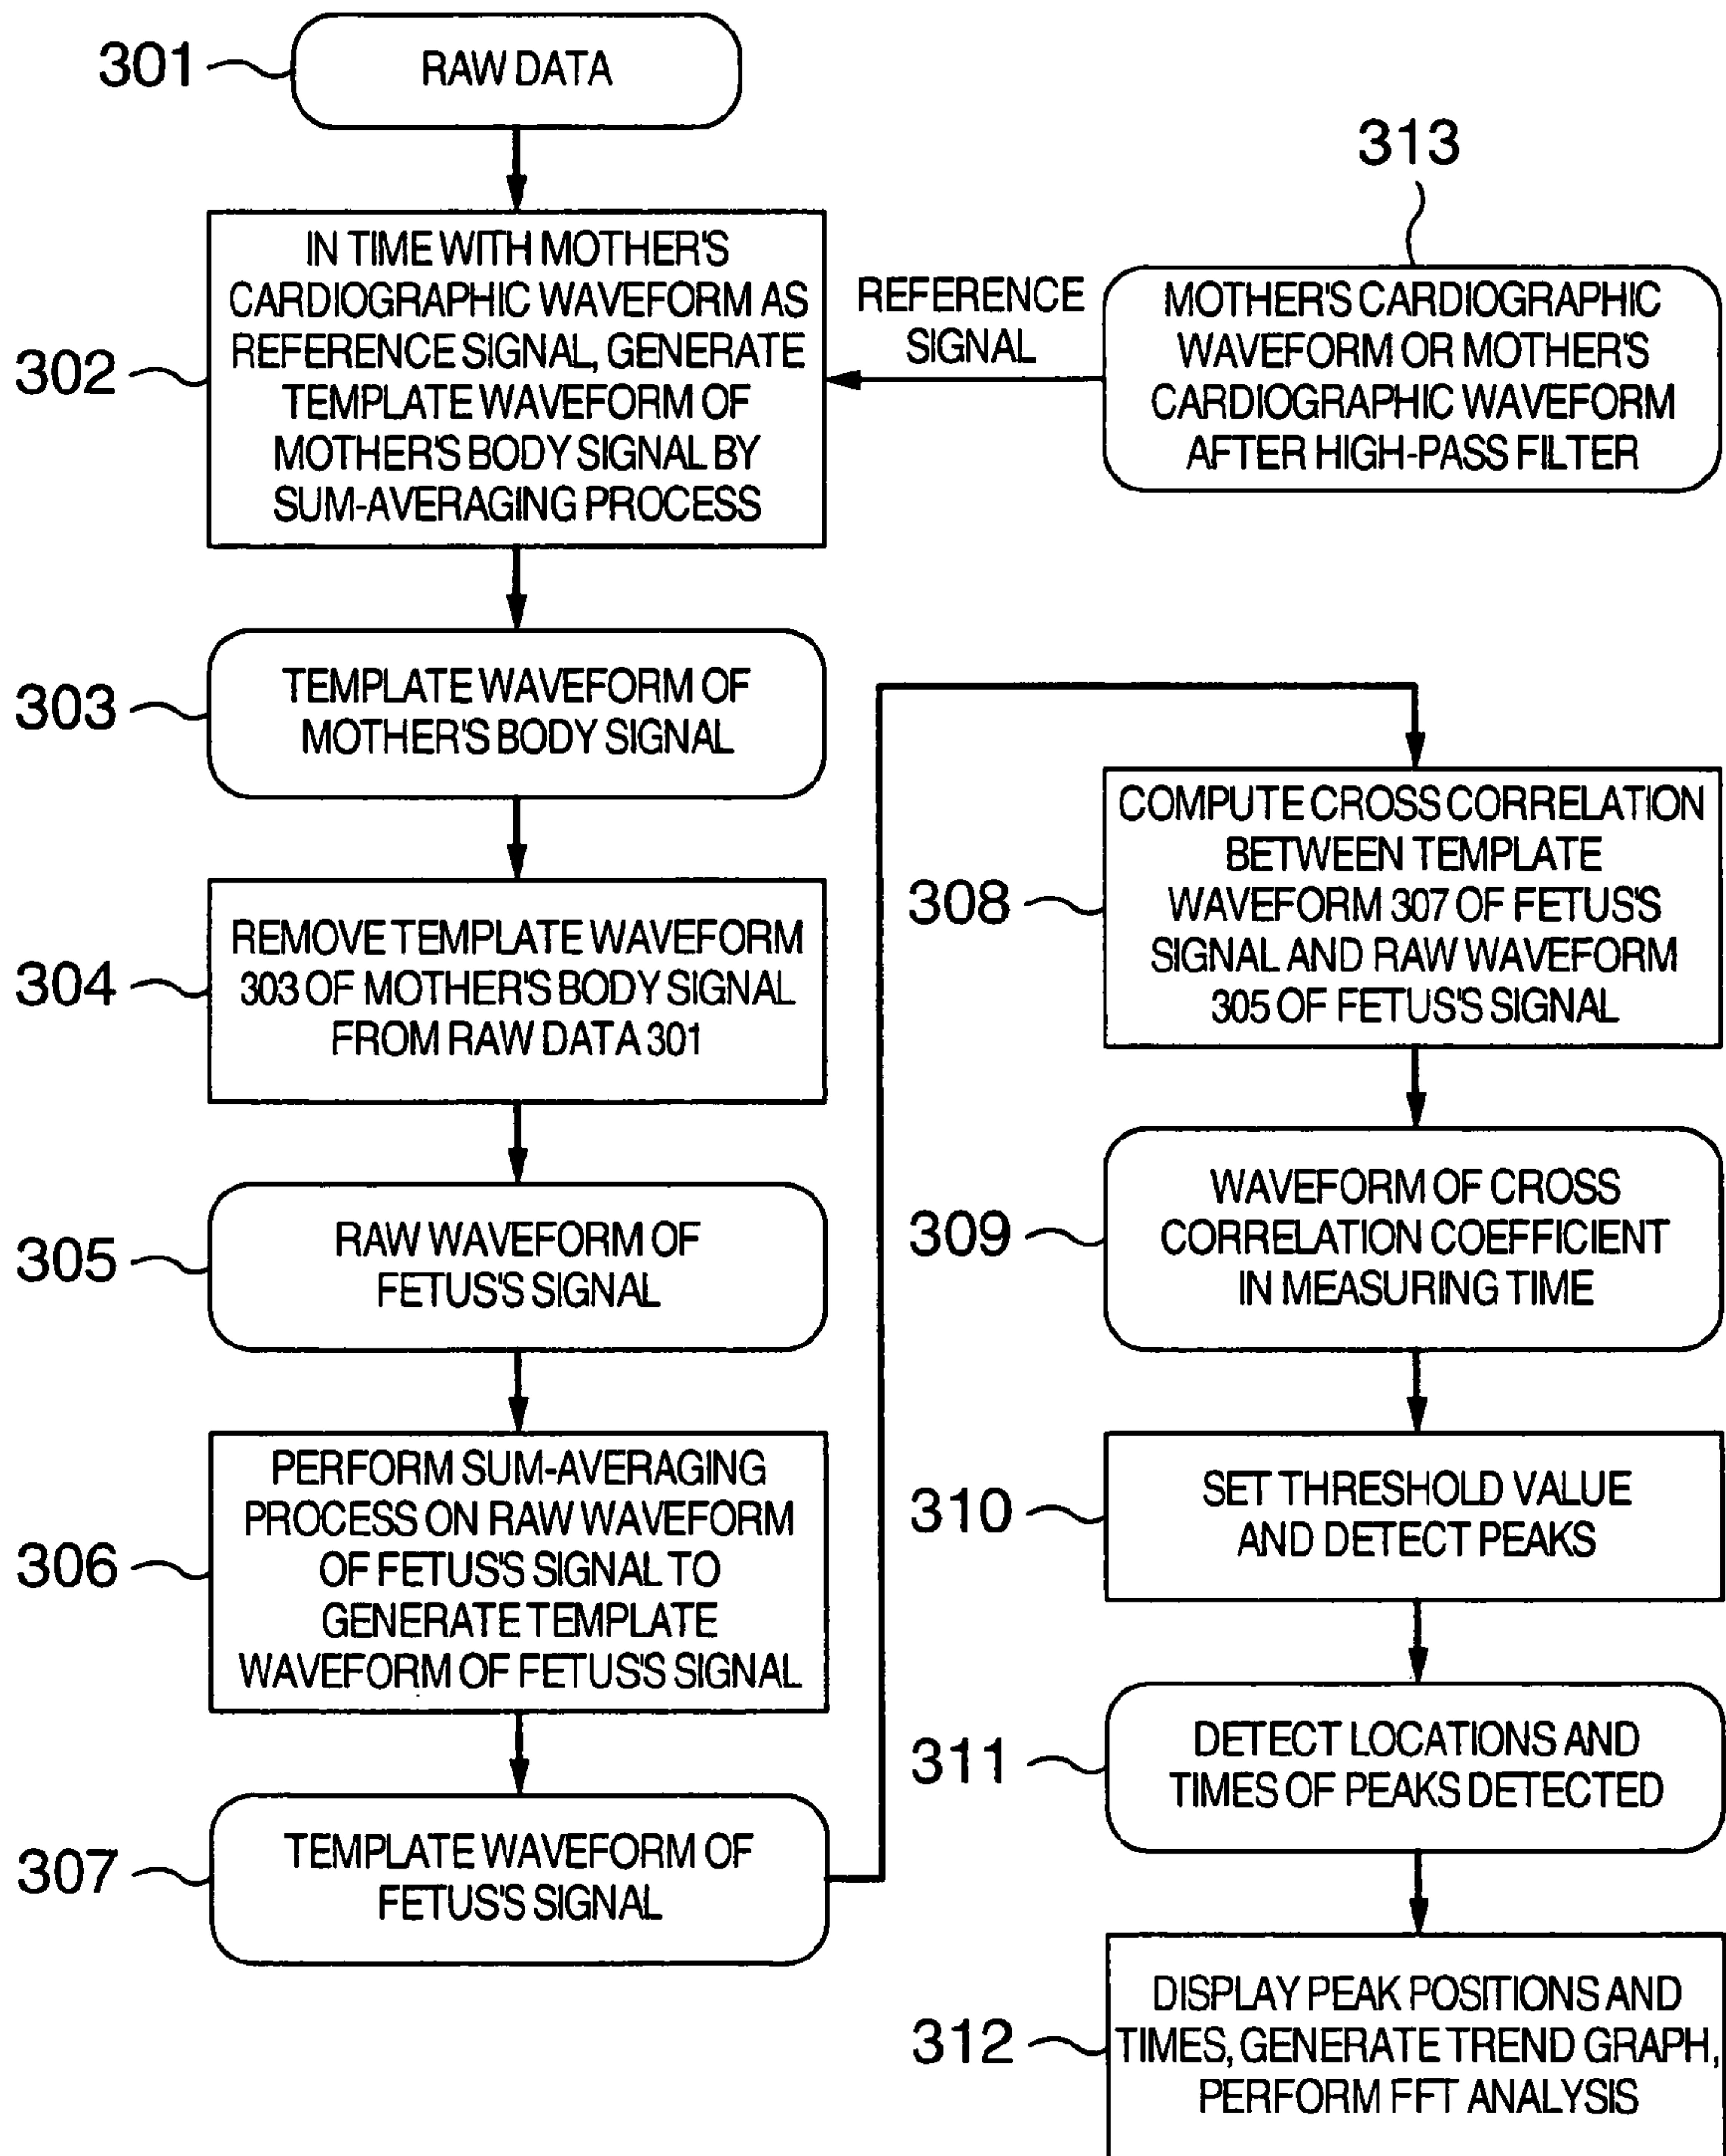 301
RAW DATA
313
302
IN TIME WITH MOTHER'S
CARDIOGRAPHIC WAVEFORM AS
REFERENCE SIGNAL, GENERATE
TEMPLATE WAVEFORM OF
MOTHER'S BODY SIGNAL BY
SUM-AVERAGING PROCESS
REFERENCE
SIGNAL
MOTHER'S CARDIOGRAPHIC
WAVEFORM OR MOTHER'S
CARDIOGRAPHIC WAVEFORM
AFTER HIGH-PASS FILTER
303
TEMPLATE WAVEFORM OF
MOTHER'S BODY SIGNAL
304
REMOVE TEMPLATE WAVEFORM
303 OF MOTHER'S BODY SIGNAL
FROM RAW DATA 301
305
RAW WAVEFORM OF
FETUS'S SIGNAL
306
PERFORM SUM-AVERAGING
PROCESS ON RAW WAVEFORM
OF FETUS'S SIGNAL TO
GENERATE TEMPLATE
WAVEFORM OF FETUS'S SIGNAL
307
TEMPLATE WAVEFORM OF
FETUS'S SIGNAL
308
COMPUTE CROSS CORRELATION
BETWEEN TEMPLATE
WAVEFORM 307 OF FETUS'S
SIGNAL AND RAW WAVEFORM
305 OF FETUS'S SIGNAL
309
WAVEFORM OF CROSS
CORRELATION COEFFICIENT
IN MEASURING TIME
310
SET THRESHOLD VALUE
AND DETECT PEAKS
311
DETECT LOCATIONS AND
TIMES OF PEAKS DETECTED
312
DISPLAY PEAK POSITIONS AND
TIMES, GENERATE TREND GRAPH,
PERFORM FFT ANALYSIS